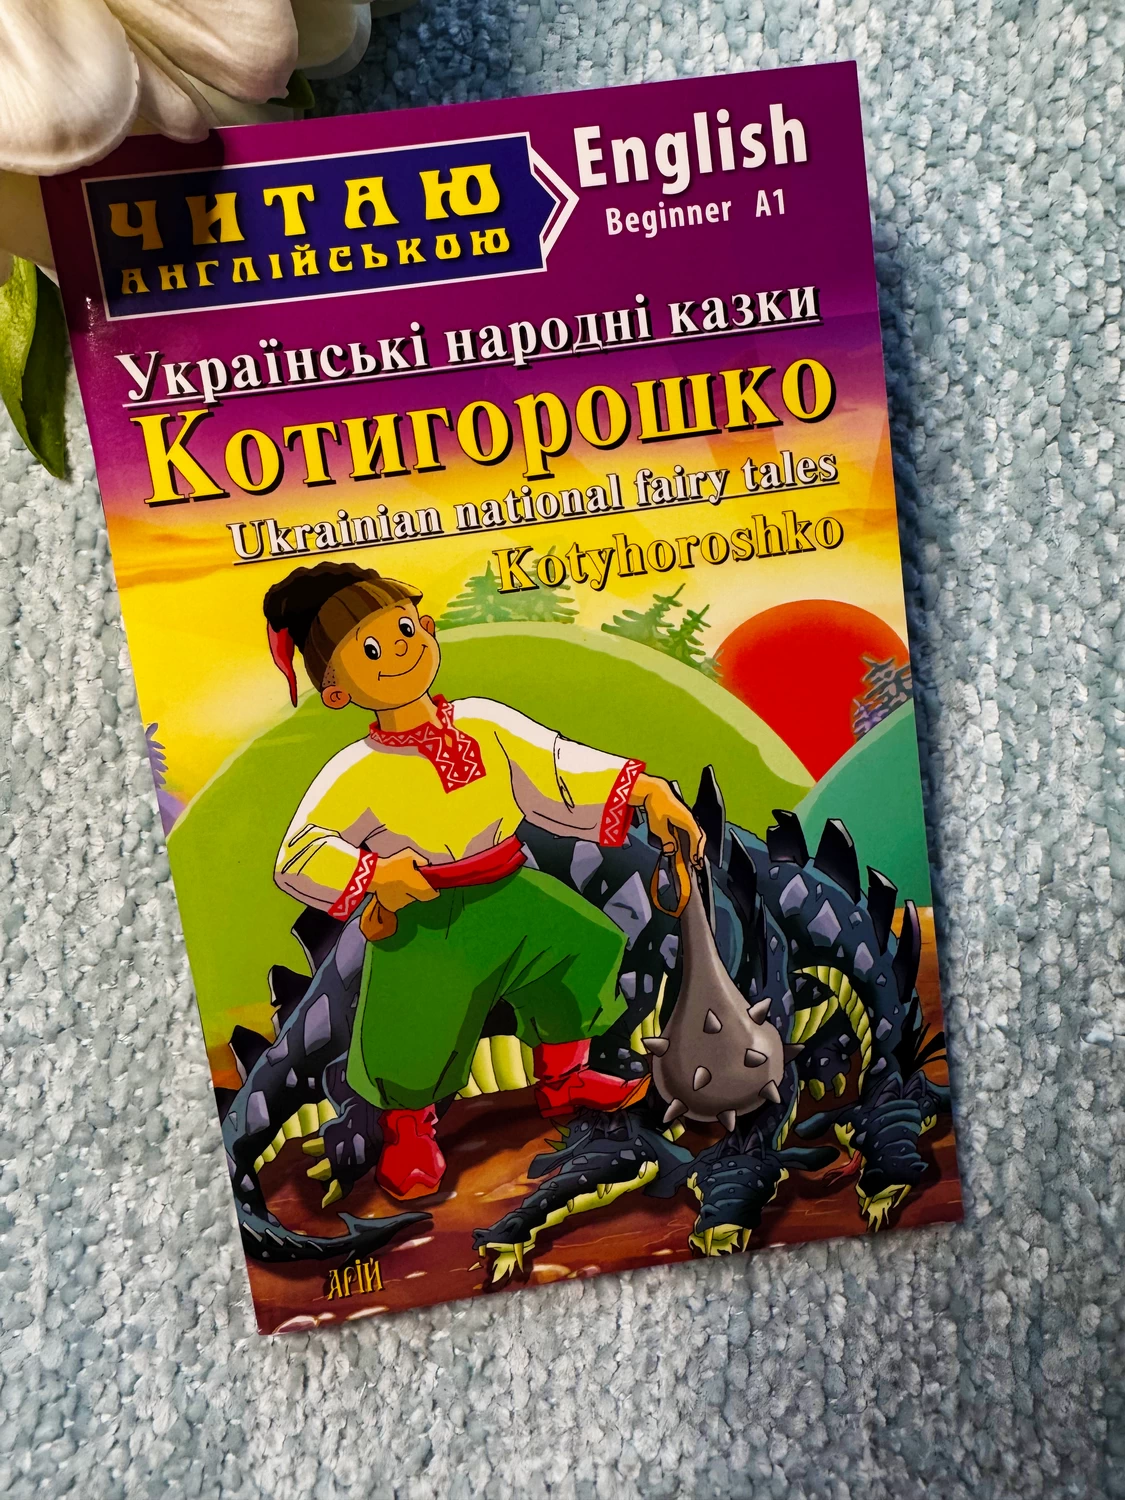 ЧИТАЮ
АНГЛІЙСЬКОЮ
English
Beginner A1
Українські народні казки
Котигорошко
Ukrainian national fairy tales
Kotyhoroshko
АРІЙ